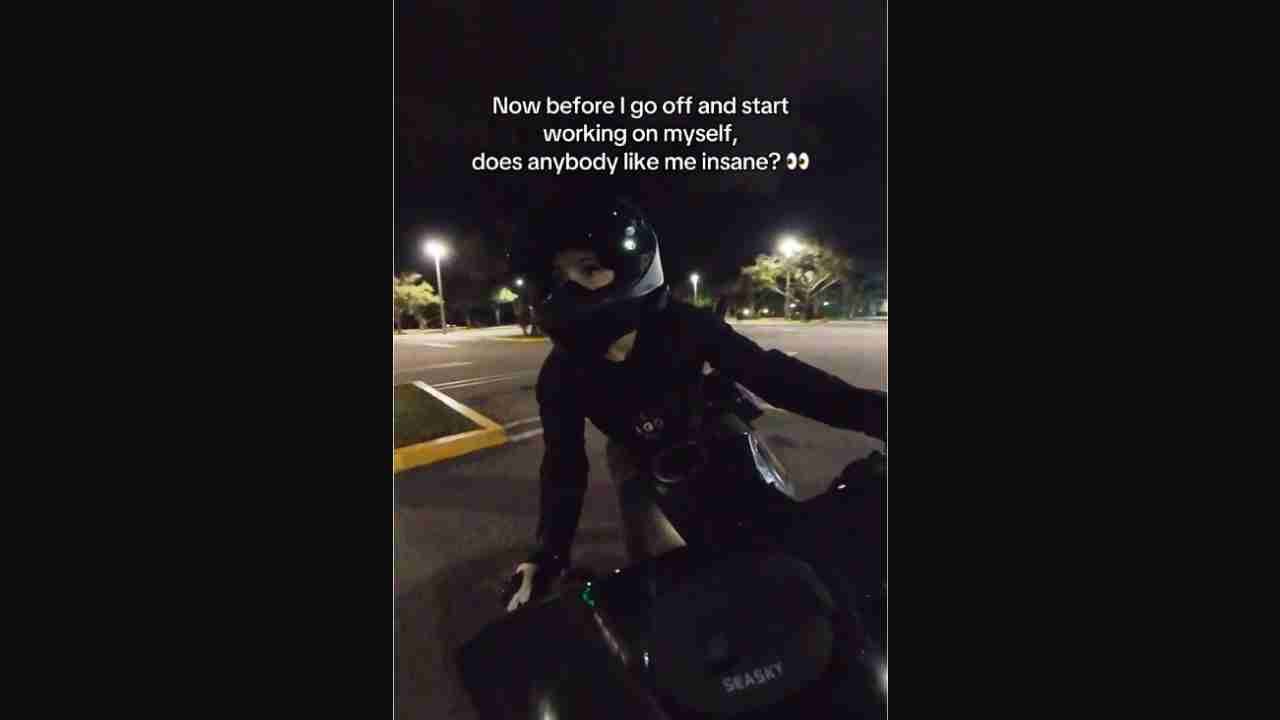 Now before I go off and start
working on myself,
does anybody like me insane? 👀
SEASKY